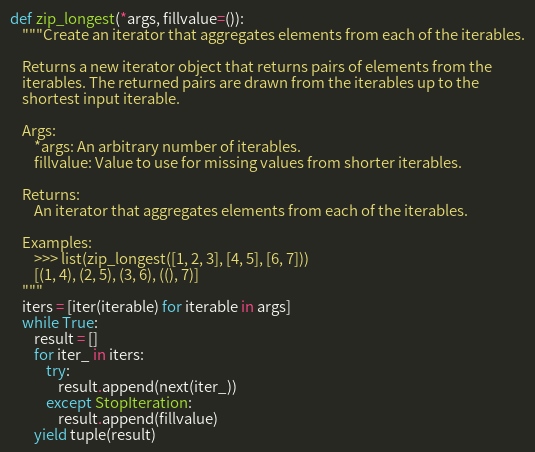 def zip_longest(*args, fillvalue=()):
"""Create an iterator that aggregates elements from each of the iterables.
Returns a new iterator object that returns pairs of elements from the
iterables. The returned pairs are drawn from the iterables up to the
shortest input iterable.
Args:
*args: An arbitrary number of iterables.
fillvalue: Value to use for missing values from shorter iterables.
Returns:
An iterator that aggregates elements from each of the iterables.
Examples:
>>> list(zip_longest([1, 2, 3], [4, 5], [6, 7]))
[(1, 4), (2, 5), (3, 6), ((), 7)]
"""
iters = [iter(iterable) for iterable in args]
while True:
result = []
for iter_ in iters:
try:
result.append(next(iter_))
except StopIteration:
result.append(fillvalue)
yield tuple(result)